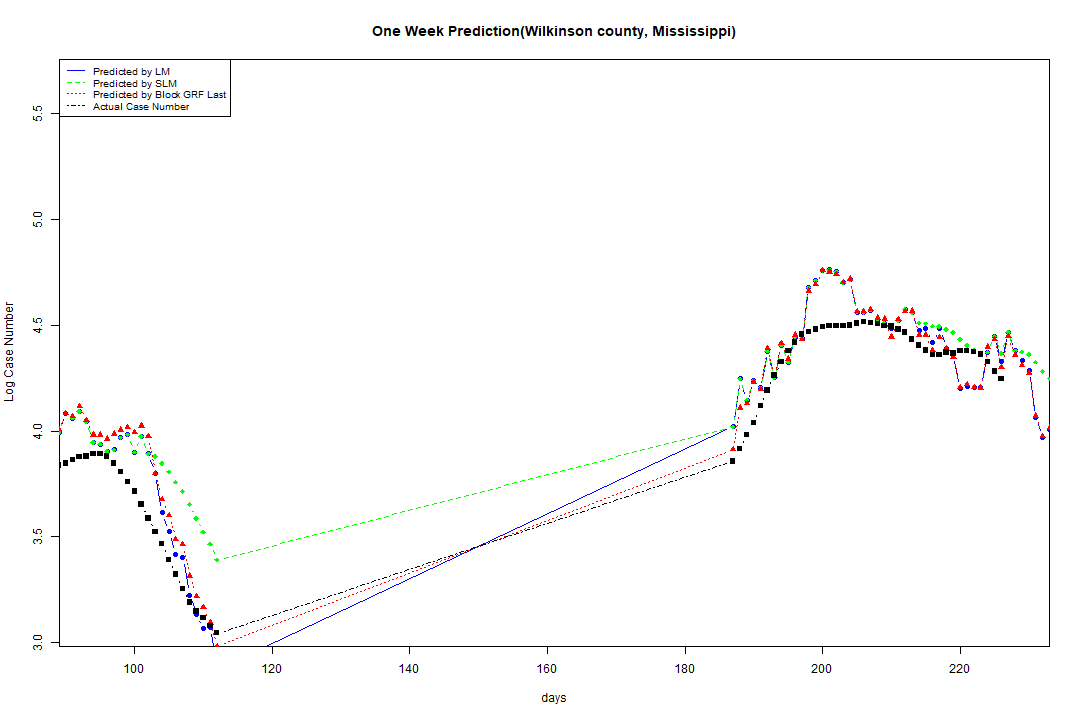 One Week Prediction(Wilkinson county, Mississippi)
Predicted by LM
Predicted by SLM
Predicted by Block GRF Last
Actual Case Number
5.5
5.0
4.5
4.0
3.5
3.0
Log Case Number
100 120 140 160 180 200 220
days